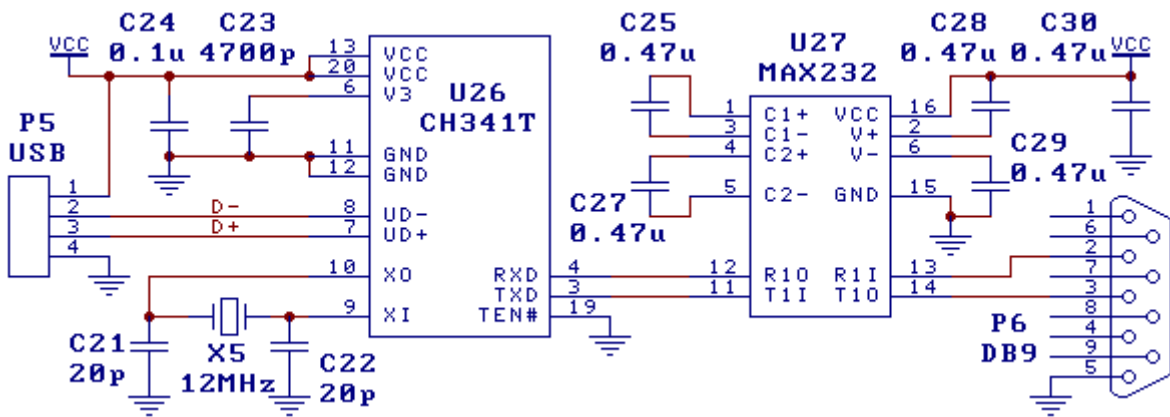 C24
0.1u
C23
4700p
VCC
P5
USB
1
2
3
4
D-
D+
13
20
6
11
12
8
7
10
9
VCC
VCC
V3
GND
GND
UD-
UD+
XO
XI
U26
CH341T
RXD
TXD
TEN#
4
3
19
C21
20p
X5
12MHz
C22
20p
C25
0.47u
C27
0.47u
U27
MAX232
1
3
4
5
12
11
C1+
C1-
C2+
C2-
R1O
T1I
VCC
V+
V-
GND
R1I
T1O
16
2
6
15
13
14
C28
0.47u
C30
0.47u
VCC
C29
0.47u
P6
DB9
1
6
2
7
3
8
4
9
5